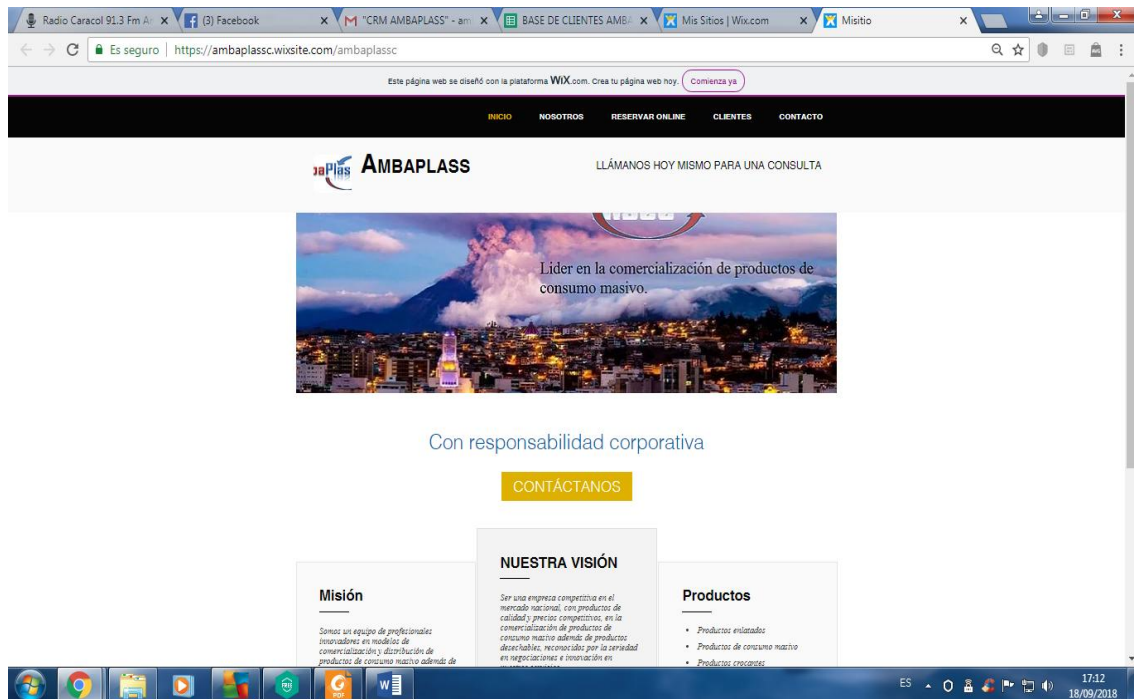 Radio Caracol 91.3 Fm A
(3) Facebook
"CRM AMBAPLASS" - am
BASE DE CLIENTES AMBA
Mis Sitios | Wix.com
Misitio
Es seguro | https://ambaplassc.wixsite.com/ambaplassc
Este página web se diseñó con la plataforma WiX.com. Crea tu página web hoy. Comienza ya
INICIO NOSOTROS RESERVAR ONLINE CLIENTES CONTACTO
AMBAPLASS
LLÁMANOS HOY MISMO PARA UNA CONSULTA
Lider en la comercialización de productos de
consumo masivo.
Con responsabilidad corporativa
CONTÁCTANOS
Misión
Somos un equipo de profesionales
innovadores en modelos de
comercialización y distribución de
productos de consumo masivo además de
NUESTRA VISIÓN
Ser una empresa competitiva en el
mercado nacional, con productos de
calidad y precios competitivos, en la
comercialización de productos de
consumo masivo además de productos
desechables, reconocidos por la seriedad
en negociaciones e innovación en
Productos
Productos enlatados
Productos de consumo masivo
Productos crocantes
ES
17:12
18/09/2018